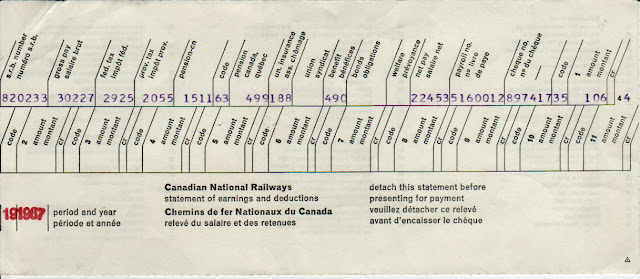 s.r.b. number
numéro s.r.b.
gross pay
salaire brut
fed. tax
impôt féd.
prov. tax
impôt prov.
pension-cn
code
pension
canada,
québec
un. insurance
ass. chômage
union
syndicat
benefit
bénéfices
bonds
obligations
welfare
prévoyance
net pay
salaire net
payroll no.
no livre
de paye
cheque no.
no du chèque
code
1
amount
montant
cr
820233 30227 2925 2055 1511 63 499 188 490 22453 5160012 8974173 5 106 4 4
code 2 amount montant cr
code 3 amount montant cr
code 4 amount montant cr
code 5 amount montant cr
code 6 amount montant cr
code 7 amount montant cr
code 8 amount montant cr
code 9 amount montant cr
code 10 amount montant cr
code 11 amount montant cr
Canadian National Railways
statement of earnings and deductions
Chemins de fer Nationaux du Canada
relevé du salaire et des retenues
detach this statement before
presenting for payment
veuillez détacher ce relevé
avant d'encaisser le chèque
191967
period and year
période et année